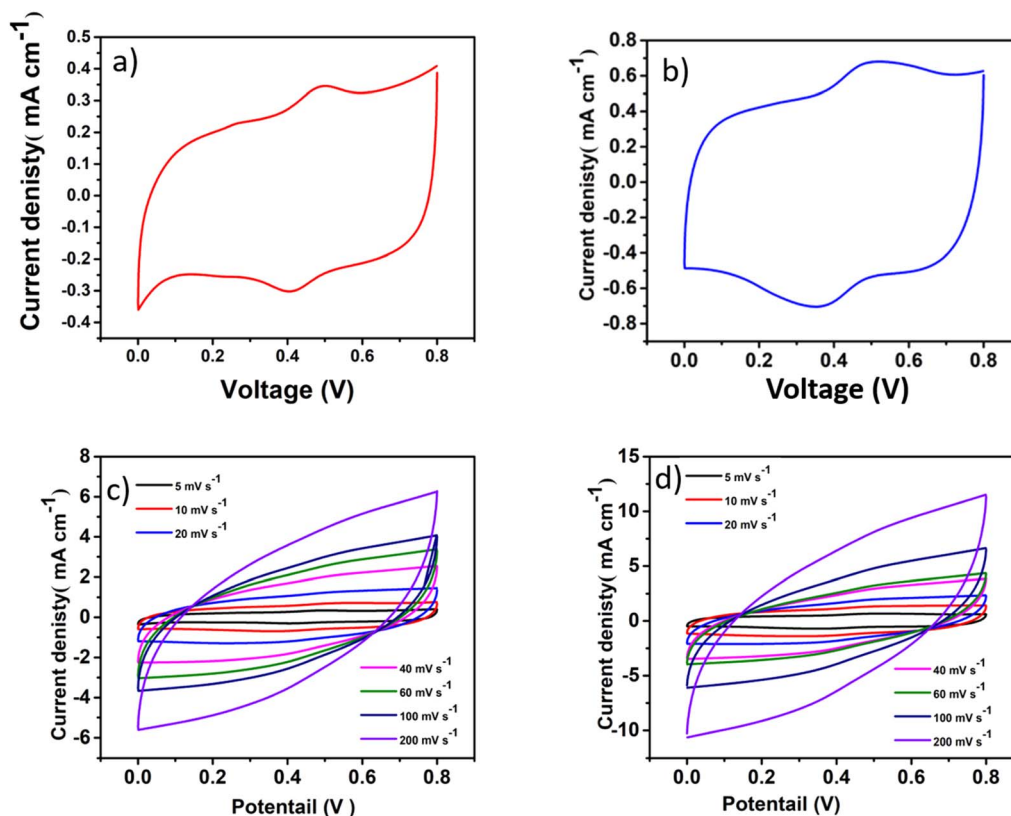 a)
Current denisty( mA cm-1)
0.5
0.4
0.3
0.2
0.1
0.0
-0.1
-0.2
-0.3
-0.4
0.0 0.2 0.4 0.6 0.8
Voltage (V)
b)
Current denisty( mA cm-1)
0.8
0.6
0.4
0.2
0.0
-0.2
-0.4
-0.6
-0.8
0.0 0.2 0.4 0.6 0.8
Voltage (V)
c)
Current denisty( mA cm-1)
8
6
4
2
0
-2
-4
-6
5 mV s-1
10 mV s-1
20 mV s-1
40 mV s-1
60 mV s-1
100 mV s-1
200 mV s-1
0.0 0.2 0.4 0.6 0.8
Potentail (V )
d)
Current denisty( mA cm-1)
15
10
5
0
-5
-10
5 mV s-1
10 mV s-1
20 mV s-1
40 mV s-1
60 mV s-1
100 mV s-1
200 mV s-1
0.0 0.2 0.4 0.6 0.8
Potentail (V)